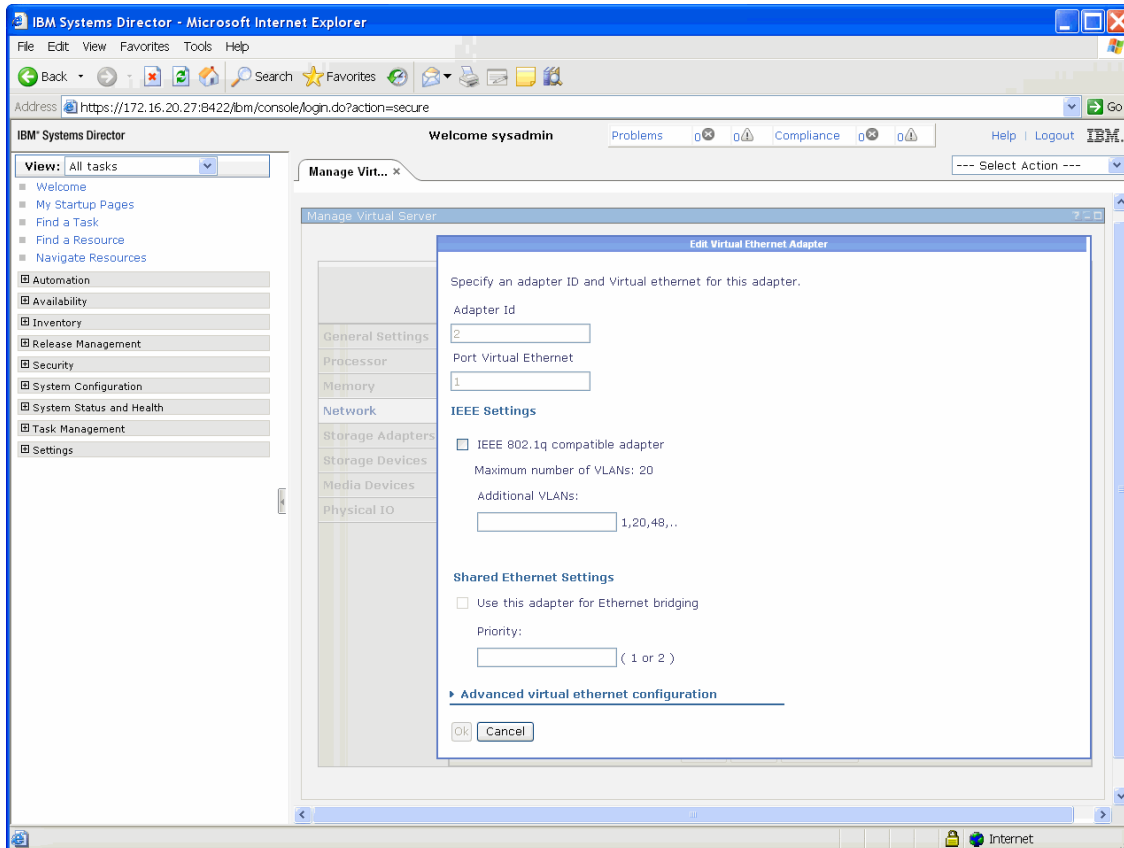 IBM Systems Director - Microsoft Internet Explorer
File Edit View Favorites Tools Help
Back Search Favorites
Address https://172.16.20.27:8422/ibm/console/login.do?action=secure Go
IBM® Systems Director Welcome sysadmin Problems 0 0 Compliance 0 0 Help Logout IBM.
View: All tasks
Manage Virt... × --- Select Action ---
Welcome
My Startup Pages
Find a Task
Find a Resource
Navigate Resources
Automation
Availability
Inventory
Release Management
Security
System Configuration
System Status and Health
Task Management
Settings
Manage Virtual Server
General Settings
Processor
Memory
Network
Storage Adapters
Storage Devices
Media Devices
Physical IO
Edit Virtual Ethernet Adapter
Specify an adapter ID and Virtual ethernet for this adapter.
Adapter Id
2
Port Virtual Ethernet
1
IEEE Settings
IEEE 802.1q compatible adapter
Maximum number of VLANs: 20
Additional VLANs:
1,20,48,..
Shared Ethernet Settings
Use this adapter for Ethernet bridging
Priority:
( 1 or 2 )
Advanced virtual ethernet configuration
Ok Cancel
Internet